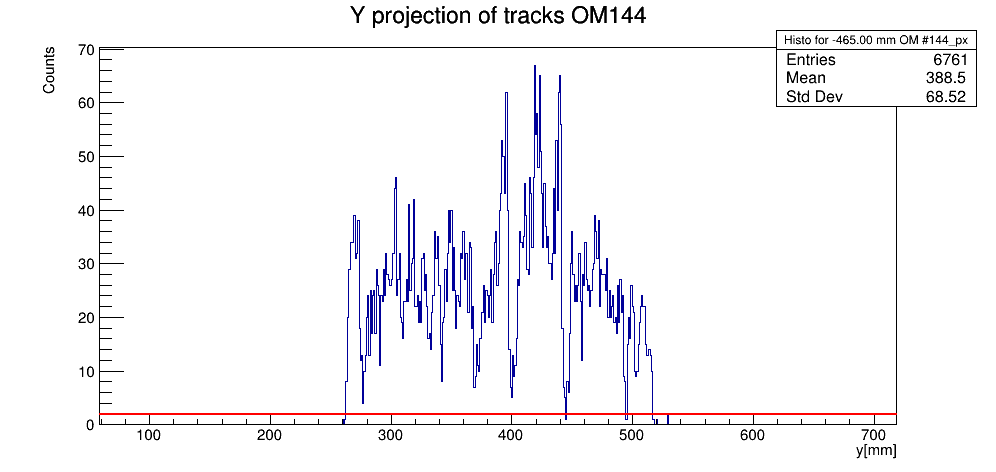 Y projection of tracks OM144
Histo for -465.00 mm OM #144_px
Entries 6761
Mean 388.5
Std Dev 68.52
Counts
70
60
50
40
30
20
10
0
100 200 300 400 500 600 700
y[mm]